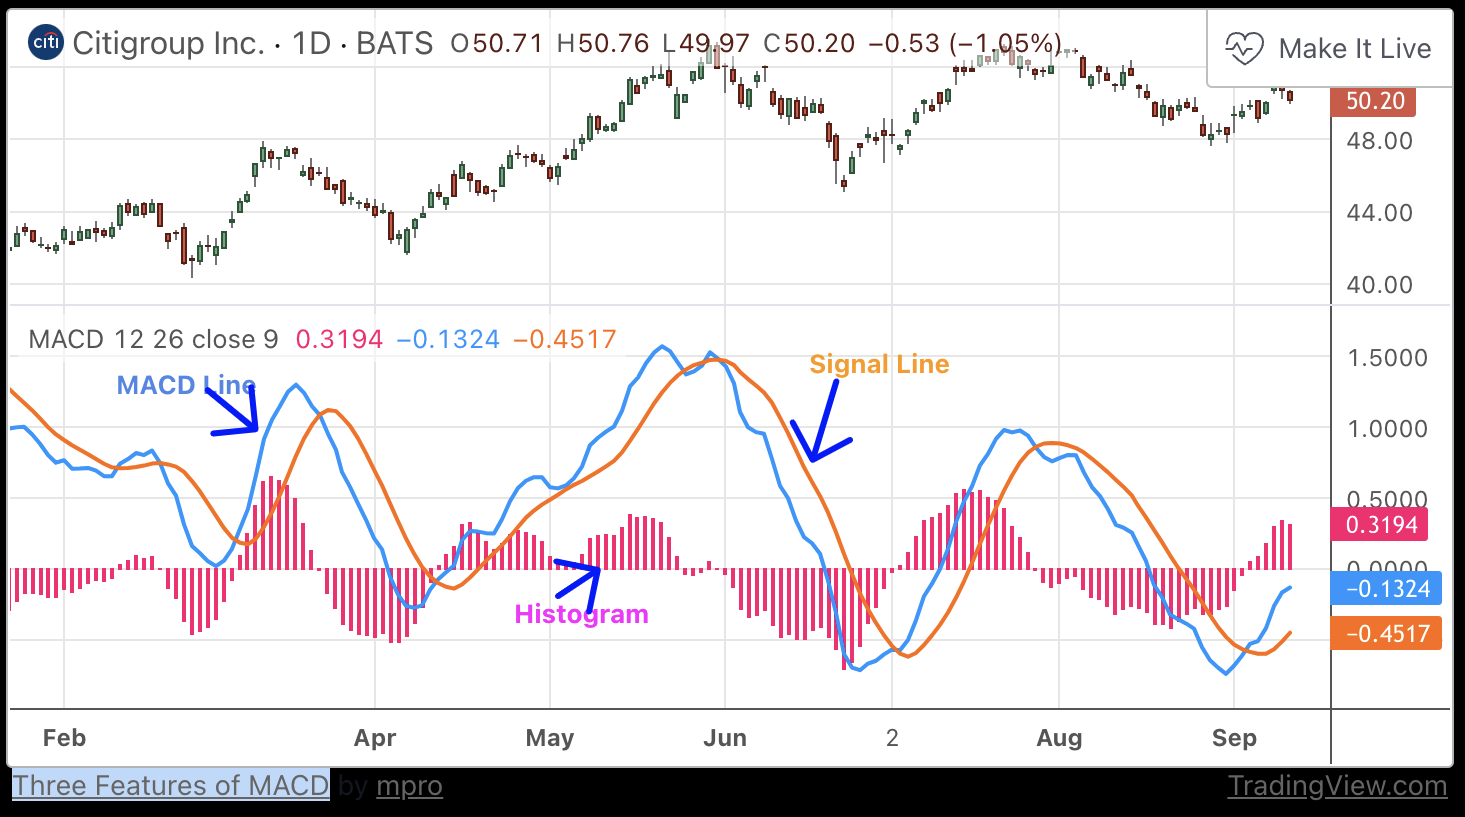 citi Citigroup Inc. · 1D · BATS O50.71 H50.76 L49.97 C50.20 −0.53 (−1.05%)
Make It Live
50.20
48.00
44.00
40.00
MACD 12 26 close 9 0.3194 −0.1324 −0.4517
1.5000
Signal Line
MACD Line
1.0000
0.5000
0.3194
0.0000
−0.1324
Histogram
−0.4517
Feb Apr May Jun 2 Aug Sep
Three Features of MACD by mpro TradingView.com